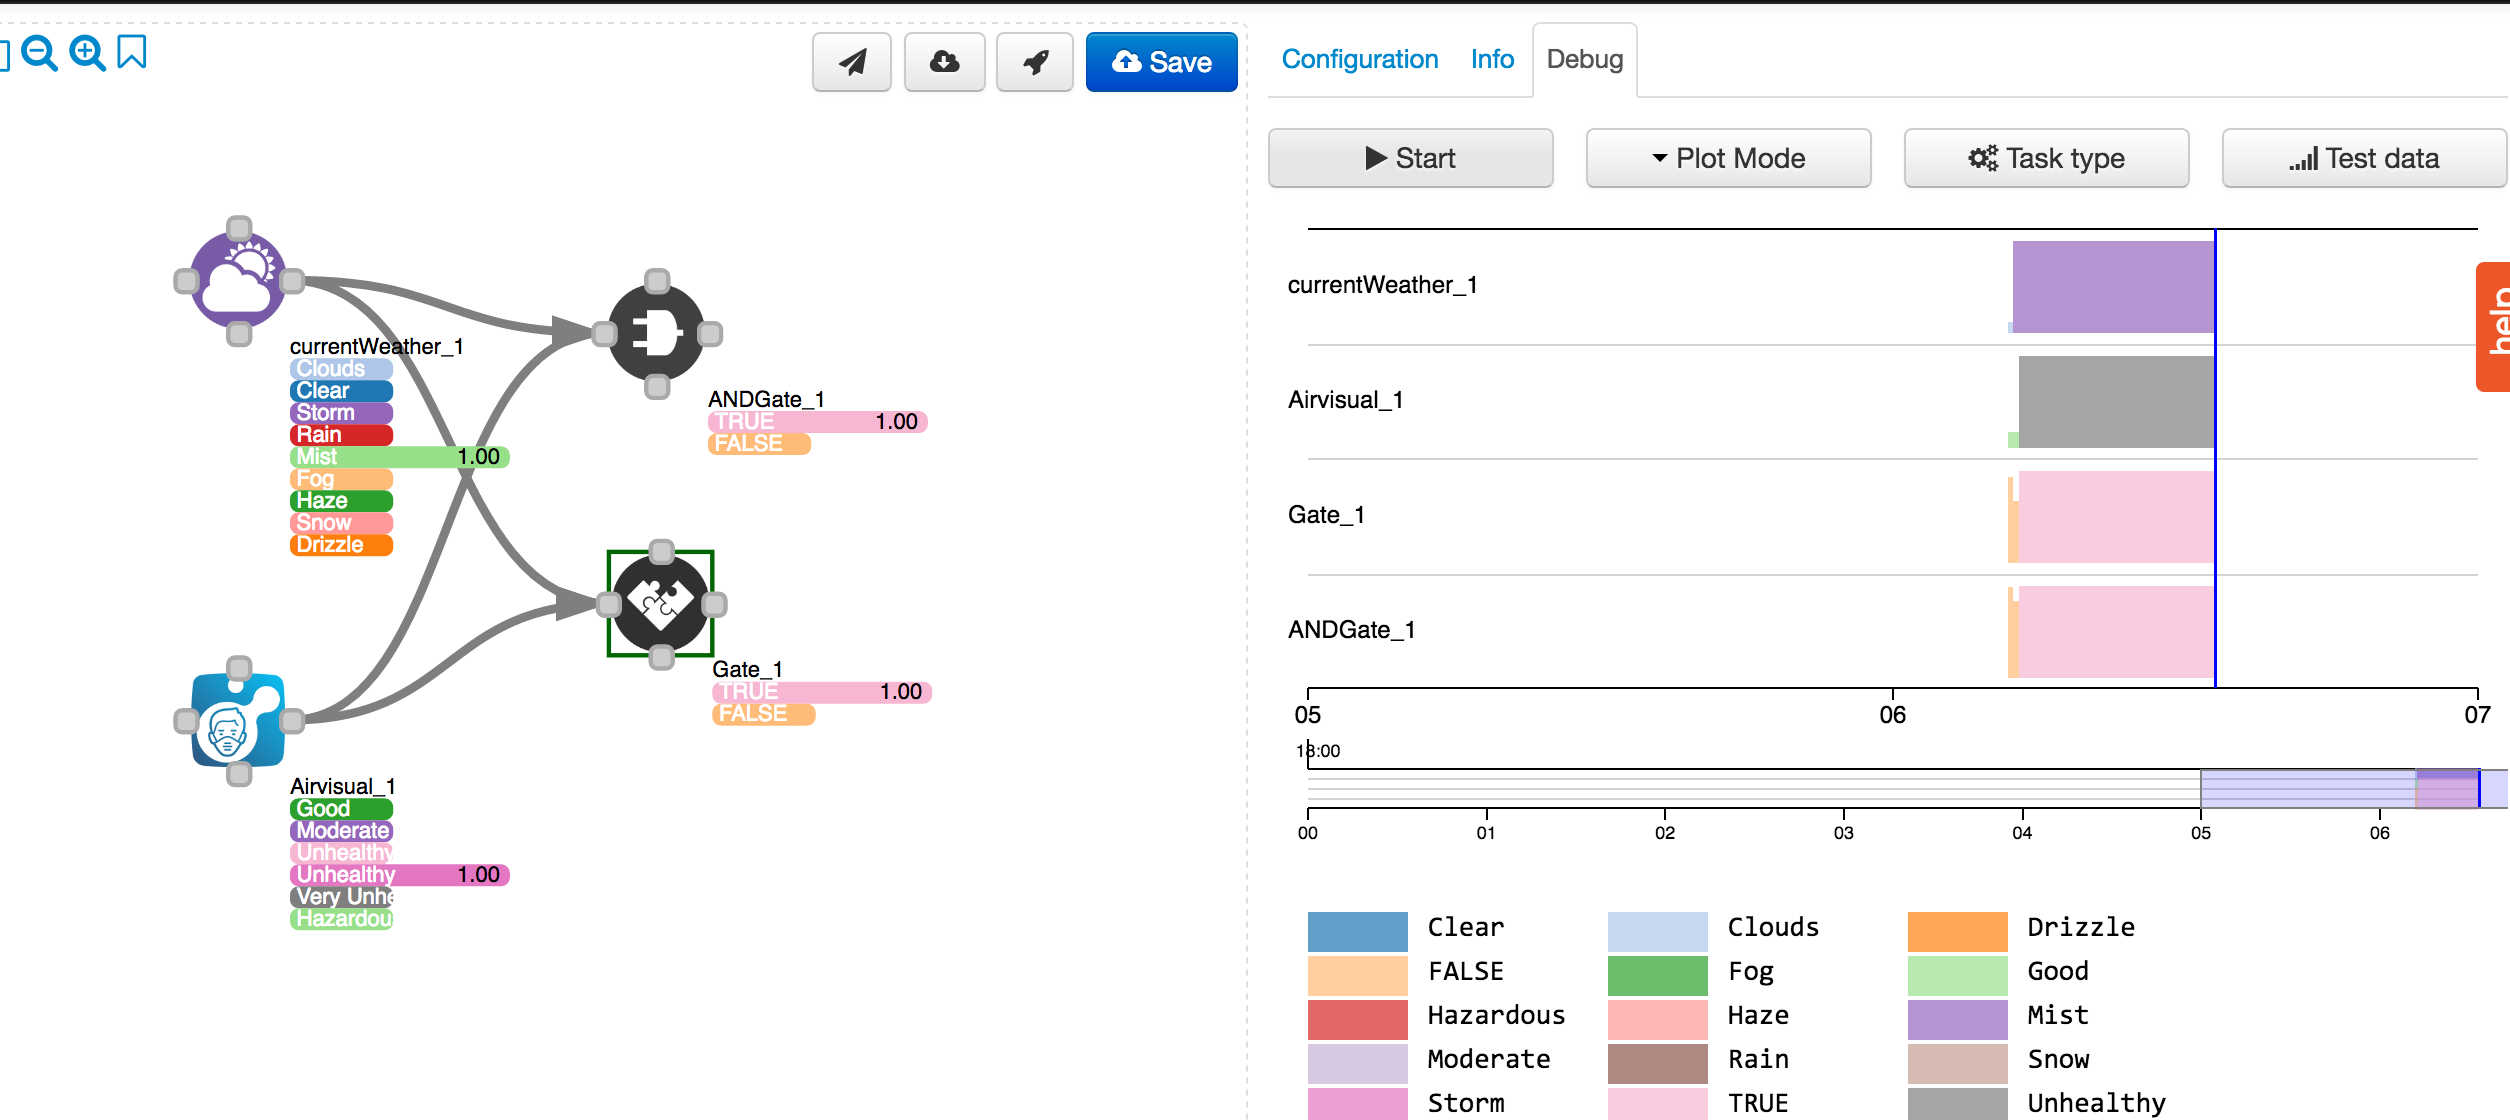 Save
Configuration
Info
Debug
Start
Plot Mode
Task type
Test data
currentWeather_1
Clouds
Clear
Storm
Rain
Mist 1.00
Fog
Haze
Snow
Drizzle
ANDGate_1
TRUE 1.00
FALSE
Gate_1
TRUE 1.00
FALSE
Airvisual_1
Good
Moderate
Unhealthy
Unhealthy 1.00
Very Unhe
Hazardou
currentWeather_1
Airvisual_1
Gate_1
ANDGate_1
05 06 07
18:00
00 01 02 03 04 05 06
help
Clear Clouds Drizzle
FALSE Fog Good
Hazardous Haze Mist
Moderate Rain Snow
Storm TRUE Unhealthy